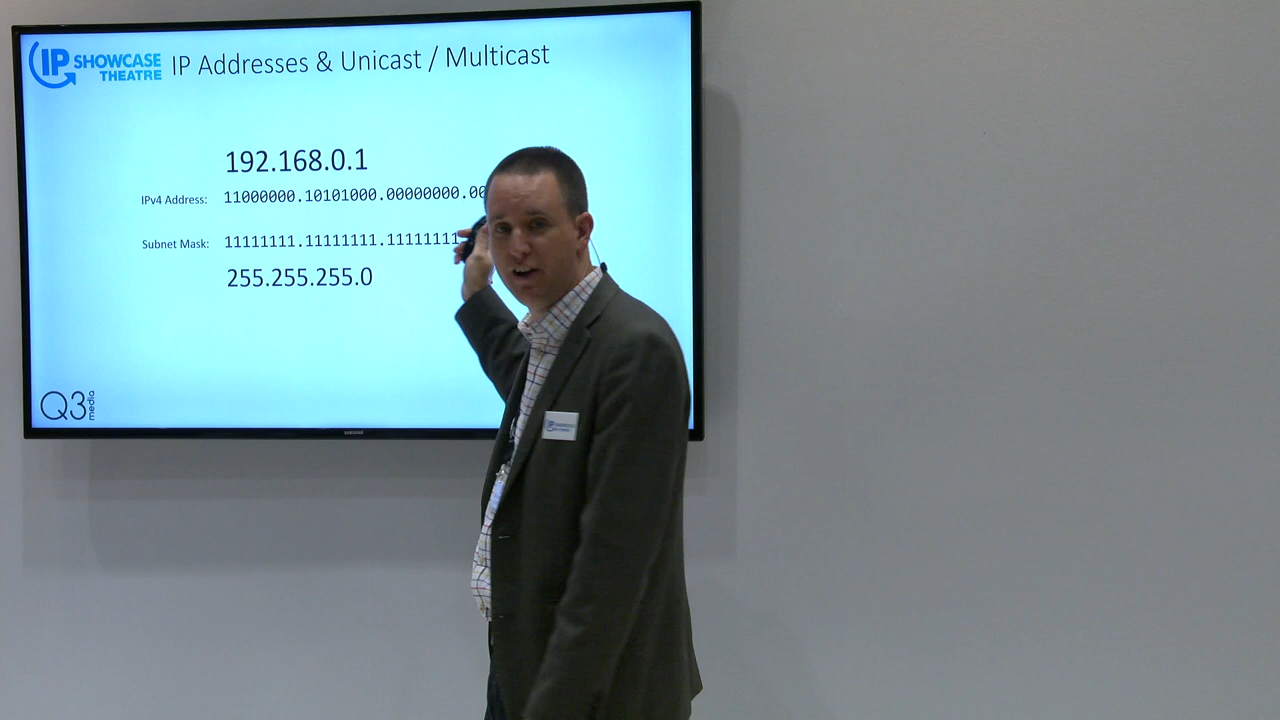 IP SHOWCASE
THEATRE
IP Addresses & Unicast / Multicast
192.168.0.1
IPv4 Address: 11000000.10101000.00000000.00
Subnet Mask: 11111111.11111111.11111111
255.255.255.0
Q3 media
SAMSUNG